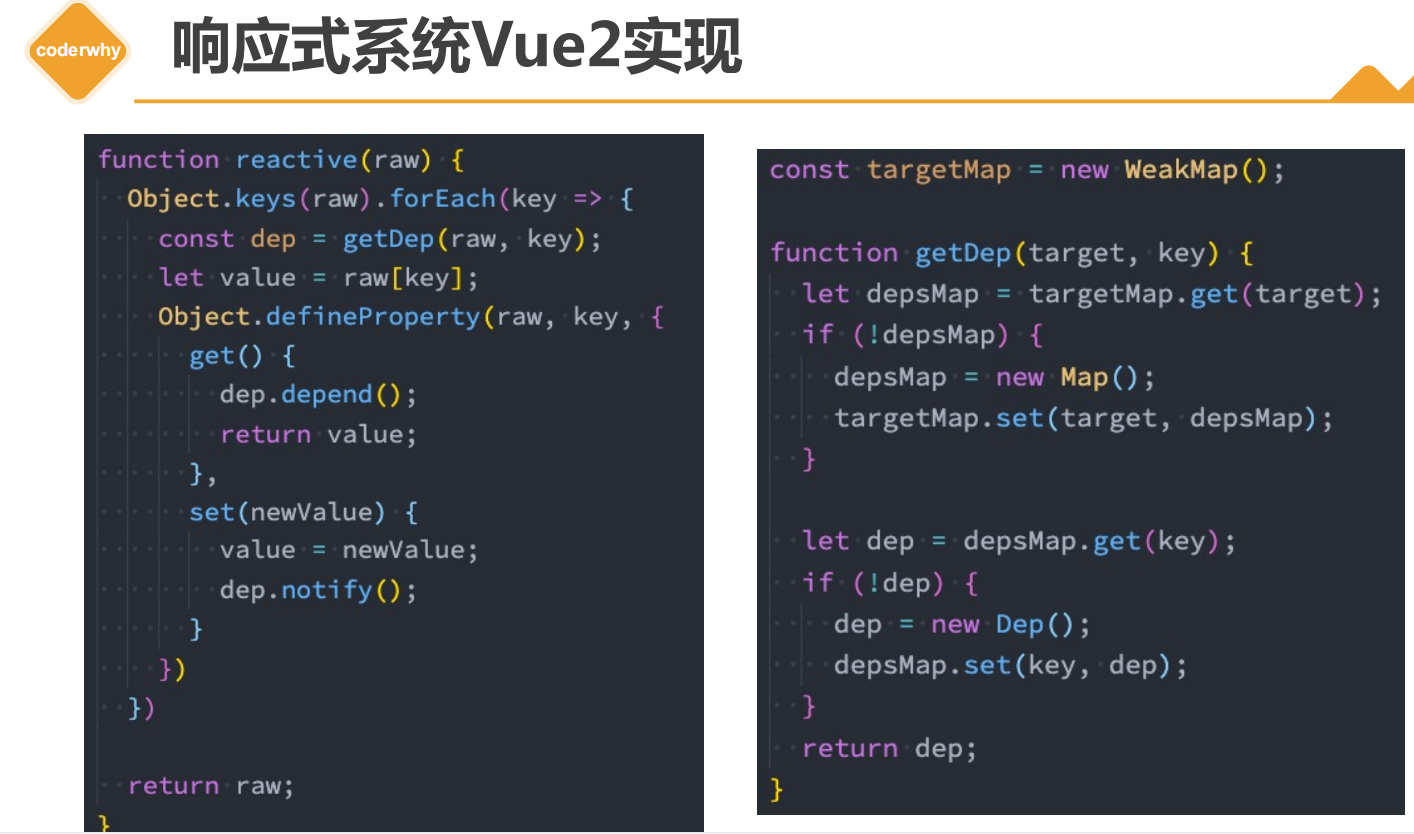 coderwhy
响应式系统Vue2实现
function reactive(raw) {
  Object.keys(raw).forEach(key => {
    const dep = getDep(raw, key);
    let value = raw[key];
    Object.defineProperty(raw, key, {
      get() {
        dep.depend();
        return value;
      },
      set(newValue) {
        value = newValue;
        dep.notify();
      }
    })
  })

  return raw;
}
const targetMap = new WeakMap();

function getDep(target, key) {
  let depsMap = targetMap.get(target);
  if (!depsMap) {
    depsMap = new Map();
    targetMap.set(target, depsMap);
  }

  let dep = depsMap.get(key);
  if (!dep) {
    dep = new Dep();
    depsMap.set(key, dep);
  }
  return dep;
}